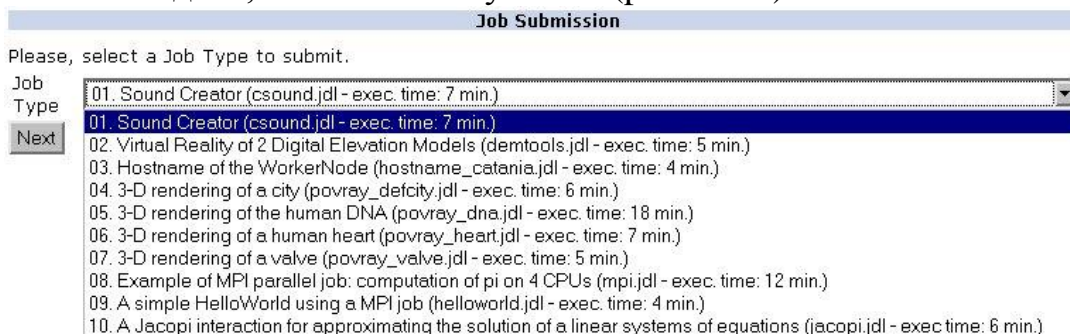 Job Submission
Please, select a Job Type to submit.
Job Type
01. Sound Creator (csound.jdl - exec. time: 7 min.)
Next
01. Sound Creator (csound.jdl - exec. time: 7 min.)
02. Virtual Reality of 2 Digital Elevation Models (demtools.jdl - exec. time: 5 min.)
03. Hostname of the WorkerNode (hostname_catania.jdl - exec. time: 4 min.)
04. 3-D rendering of a city (povray_defcity.jdl - exec. time: 6 min.)
05. 3-D rendering of the human DNA (povray_dna.jdl - exec. time: 18 min.)
06. 3-D rendering of a human heart (povray_heart.jdl - exec. time: 7 min.)
07. 3-D rendering of a valve (povray_valve.jdl - exec. time: 5 min.)
08. Example of MPI parallel job: computation of pi on 4 CPUs (mpi.jdl - exec. time: 12 min.)
09. A simple HelloWorld using a MPI job (helloworld.jdl - exec. time: 4 min.)
10. A Jacopi interaction for approximating the solution of a linear systems of equations (jacopi.jdl - exec time: 6 min.)